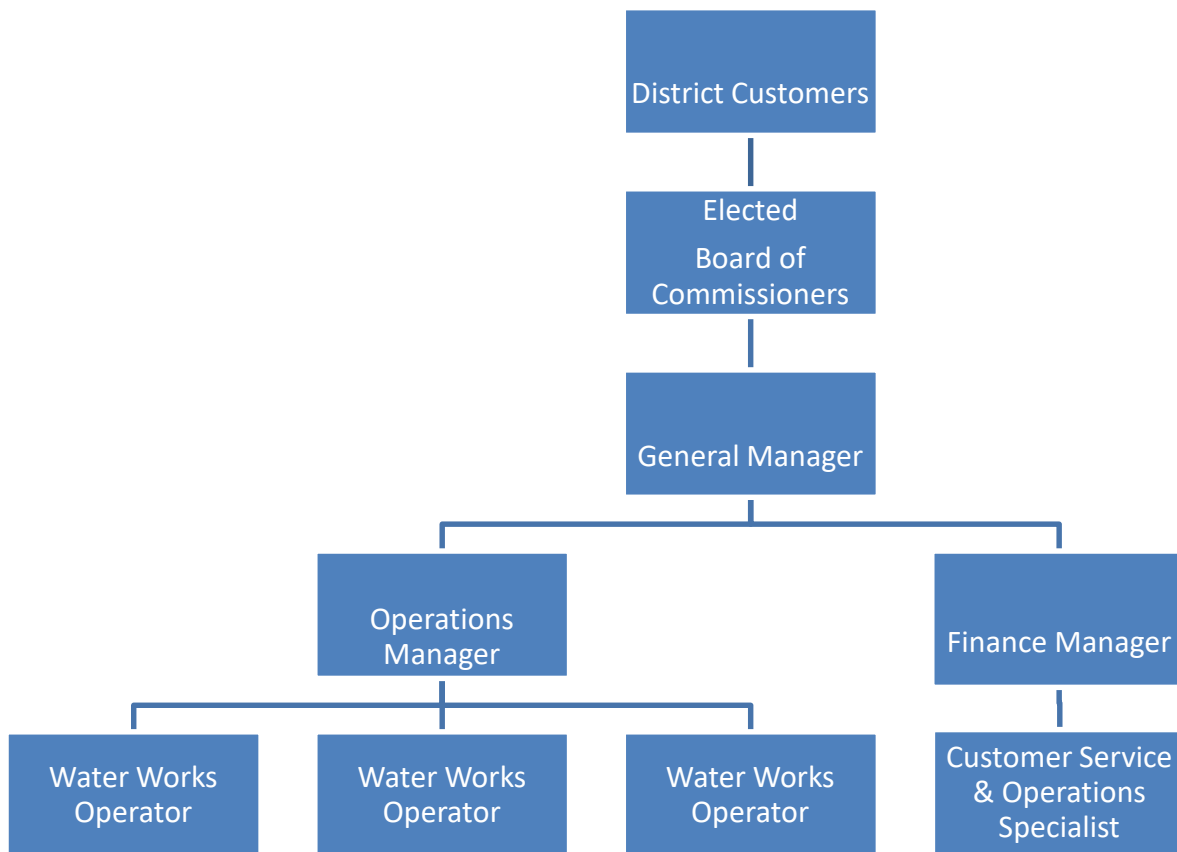 District Customers
Elected
Board of
Commissioners
General Manager
Operations
Manager
Finance Manager
Water Works
Operator
Water Works
Operator
Water Works
Operator
Customer Service
& Operations
Specialist